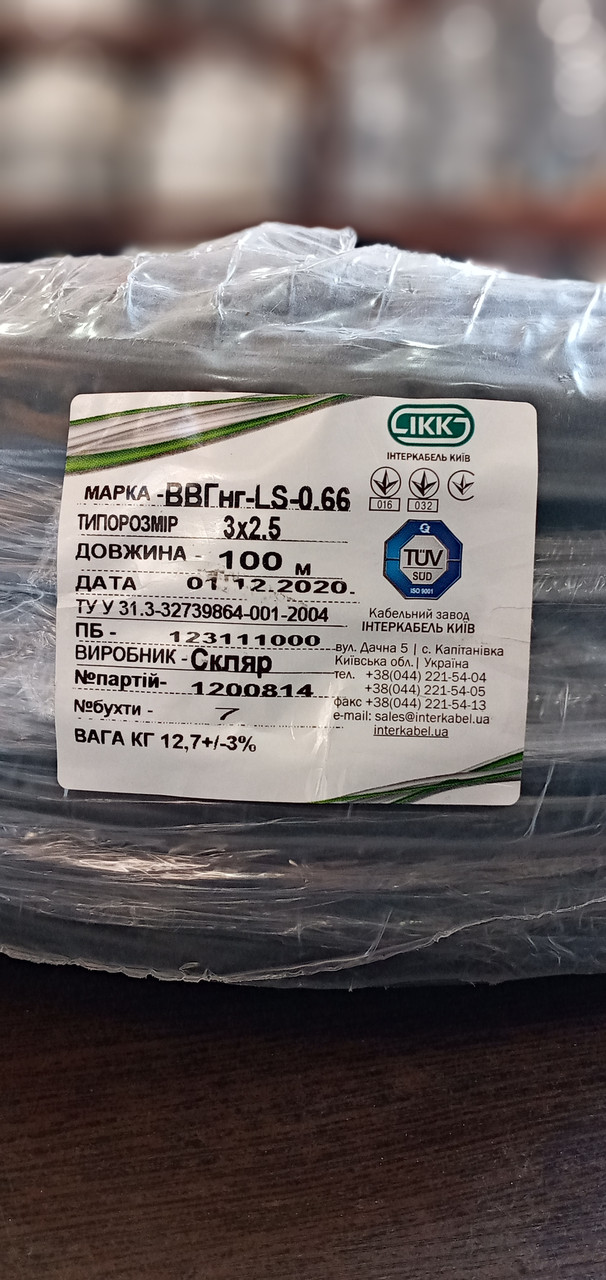 ІККЗ
ІНТЕРКАБЕЛЬ КИЇВ
016 032
МАРКА -ВВГнг-LS-0.66
ТИПОРОЗМІР 3х2.5
ДОВЖИНА - 100 м
ДАТА 01.12.2020.
ТУ У 31.3-32739864-001-2004
ПБ - 123111000
ВИРОБНИК - Скляр
№партій- 1200814
№бухти - 7
ВАГА КГ 12,7+/-3%
TÜV
SÜD
ISO 9001
Кабельний завод
ІНТЕРКАБЕЛЬ КИЇВ
вул. Дачна 5 | с. Капітанівка
Київська обл. | Україна
тел. +38(044) 221-54-04
+38(044) 221-54-05
факс +38(044) 221-54-13
e-mail: sales@interkabel.ua
interkabel.ua